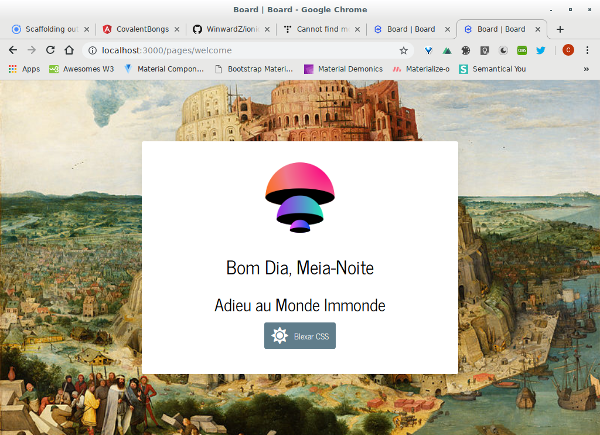 Board | Board - Google Chrome
Scaffolding out
CovalentBongs
WinwardZ/ioni
Cannot find m
Board | Board
Board | Board
localhost:3000/pages/welcome
C
Apps
Awesomes W3
Material Compon...
Bootstrap Materi...
Material Demonics
Materialize-o
Semantical You
»
Bom Dia, Meia-Noite
Adieu au Monde Immonde
Blexar CSS